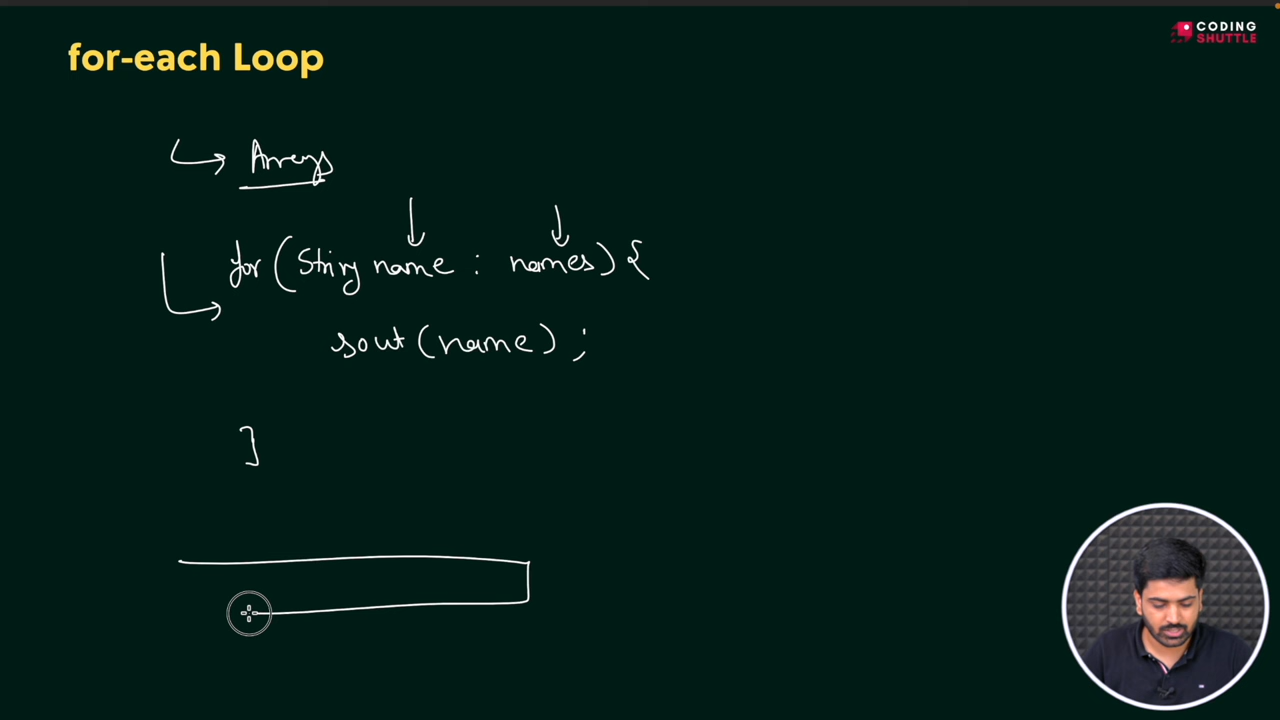 for-each Loop
CODING
SHUTTLE
Arrays
for (String name : names) {
sout (name) ;
}